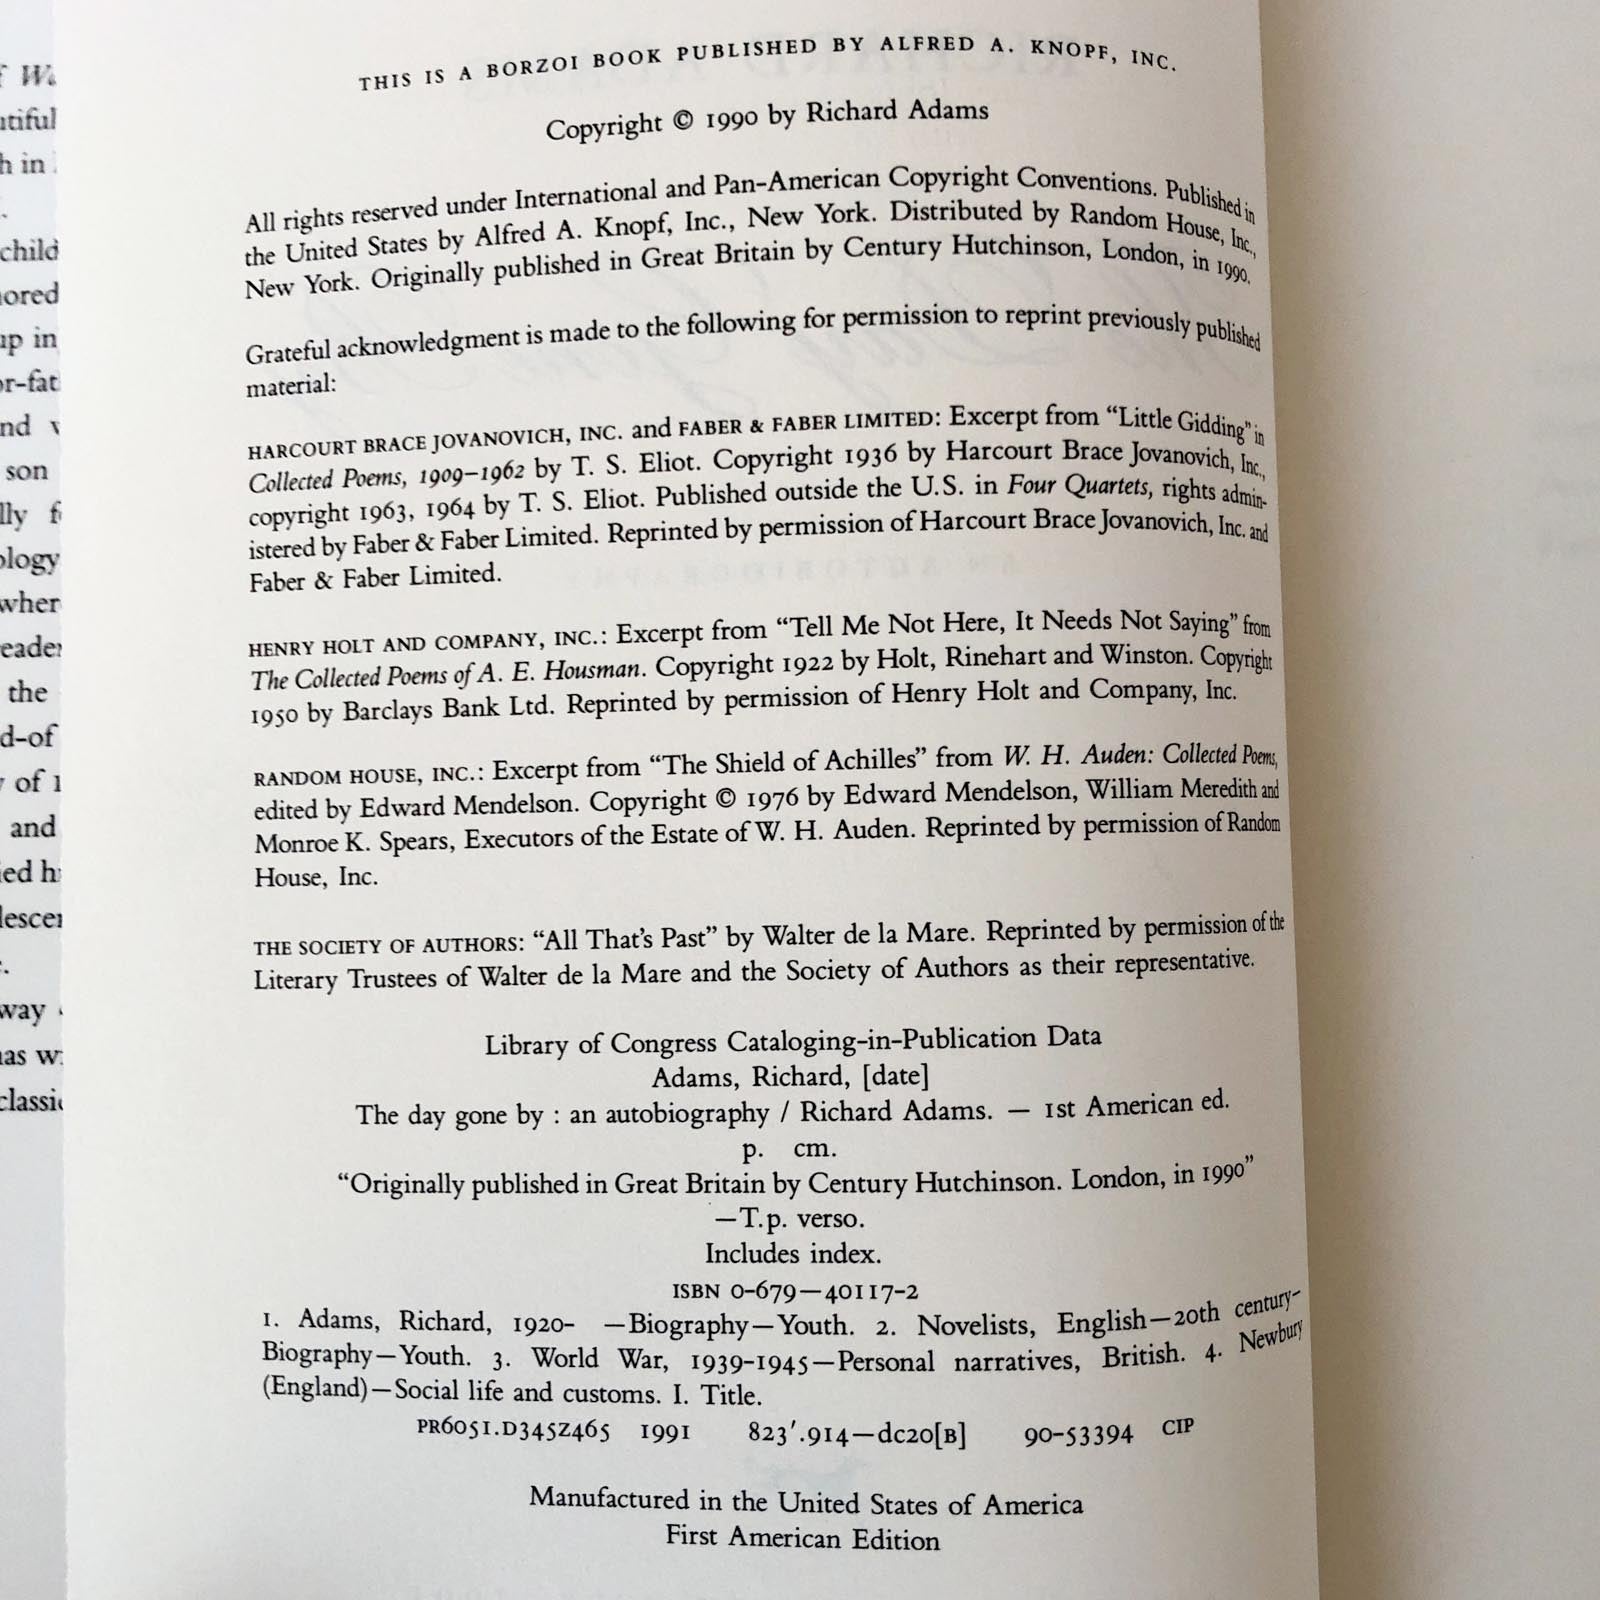 THIS IS A BORZOI BOOK PUBLISHED BY ALFRED A. KNOPF, INC.
Copyright © 1990 by Richard Adams
All rights reserved under International and Pan-American Copyright Conventions. Published in
the United States by Alfred A. Knopf, Inc., New York. Distributed by Random House, Inc.,
New York. Originally published in Great Britain by Century Hutchinson, London, in 1990.
Grateful acknowledgment is made to the following for permission to reprint previously published
material:
HARCOURT BRACE JOVANOVICH, INC. and FABER & FABER LIMITED: Excerpt from “Little Gidding” in
Collected Poems, 1909–1962 by T. S. Eliot. Copyright 1936 by Harcourt Brace Jovanovich, Inc.,
copyright 1963, 1964 by T. S. Eliot. Published outside the U.S. in Four Quartets, rights admin-
istered by Faber & Faber Limited. Reprinted by permission of Harcourt Brace Jovanovich, Inc. and
Faber & Faber Limited.
HENRY HOLT AND COMPANY, INC.: Excerpt from “Tell Me Not Here, It Needs Not Saying” from
The Collected Poems of A. E. Housman. Copyright 1922 by Holt, Rinehart and Winston. Copyright
1950 by Barclays Bank Ltd. Reprinted by permission of Henry Holt and Company, Inc.
RANDOM HOUSE, INC.: Excerpt from “The Shield of Achilles” from W. H. Auden: Collected Poems,
edited by Edward Mendelson. Copyright © 1976 by Edward Mendelson, William Meredith and
Monroe K. Spears, Executors of the Estate of W. H. Auden. Reprinted by permission of Random
House, Inc.
THE SOCIETY OF AUTHORS: “All That’s Past” by Walter de la Mare. Reprinted by permission of the
Literary Trustees of Walter de la Mare and the Society of Authors as their representative.
Library of Congress Cataloging-in-Publication Data
Adams, Richard, [date]
The day gone by : an autobiography / Richard Adams. — 1st American ed.
p. cm.
“Originally published in Great Britain by Century Hutchinson. London, in 1990”
—T.p. verso.
Includes index.
ISBN 0-679—40117-2
1. Adams, Richard, 1920- —Biography—Youth. 2. Novelists, English—20th century-
Biography—Youth. 3. World War, 1939-1945—Personal narratives, British. 4. Newbury
(England)—Social life and customs. I. Title.
PR6051.D345Z465 1991 823′.914—dc20[B] 90-53394 CIP
Manufactured in the United States of America
First American Edition